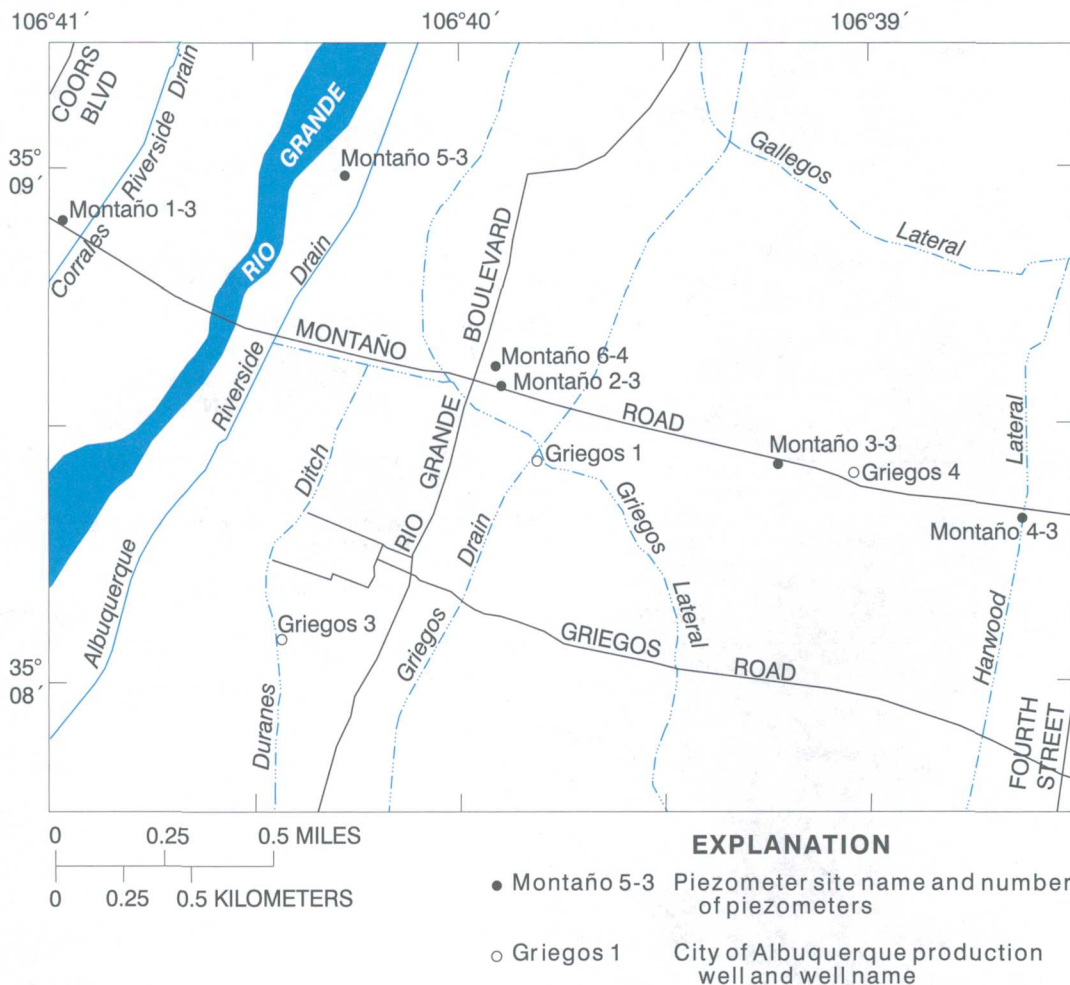 106°41´
106°40´
106°39´
COORS
BLVD
Riverside Drain
GRANDE
35°
09´
Montaño 5-3
Gallegos
Montaño 1-3
Lateral
Corrales
RIO
Drain
BOULEVARD
MONTAÑO
Montaño 6-4
Montaño 2-3
ROAD
Riverside
GRANDE
Montaño 3-3
Lateral
Griegos 1
Griegos 4
Ditch
Griegos
RIO
Drain
Montaño 4-3
Albuquerque
Griegos 3
GRIEGOS
Lateral
Harwood
ROAD
Griegos
35°
08´
Duranes
FOURTH
STREET
0 0.25 0.5 MILES
0 0.25 0.5 KILOMETERS
EXPLANATION
Montaño 5-3 Piezometer site name and number
of piezometers
Griegos 1 City of Albuquerque production
well and well name